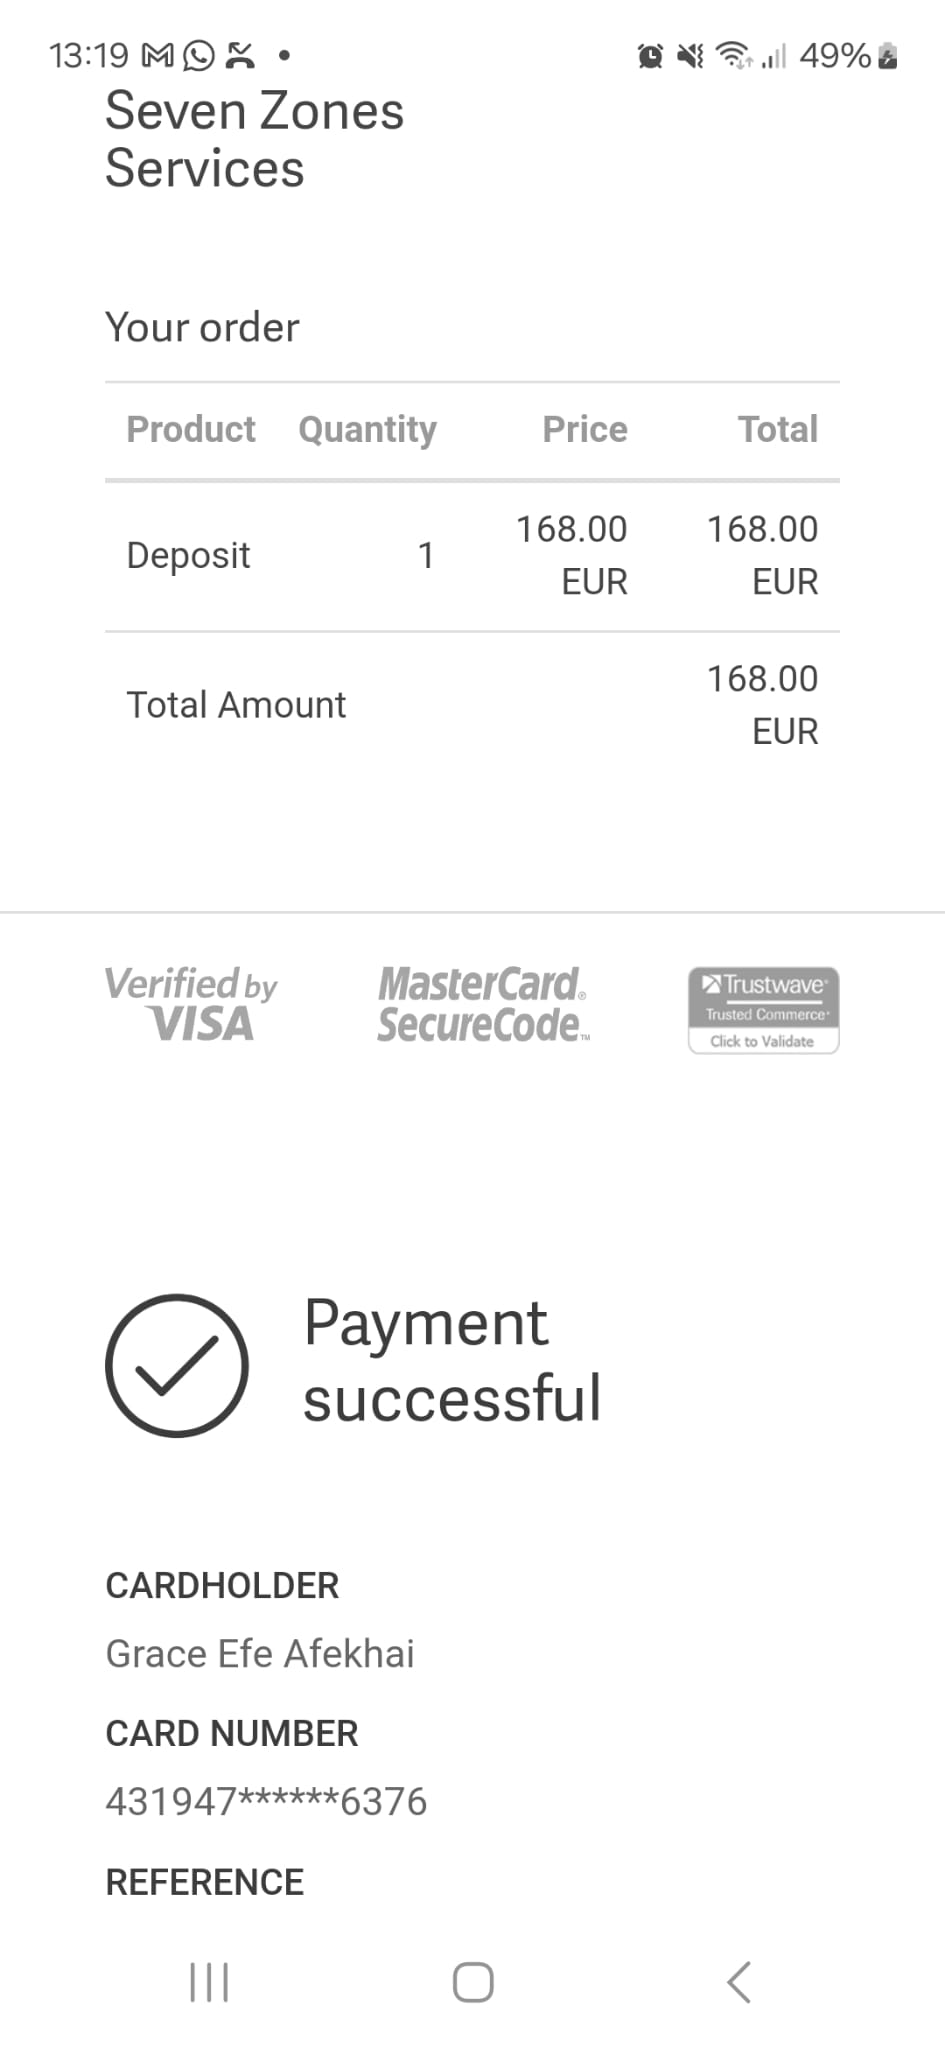 13:19 49%
Seven Zones
Services
Your order
Product Quantity Price Total
Deposit 1 168.00 EUR 168.00 EUR
Total Amount 168.00 EUR
Verified by
VISA
MasterCard®
SecureCode™
Trustwave®
Trusted Commerce®
Click to Validate
Payment
successful
CARDHOLDER
Grace Efe Afekhai
CARD NUMBER
431947******6376
REFERENCE